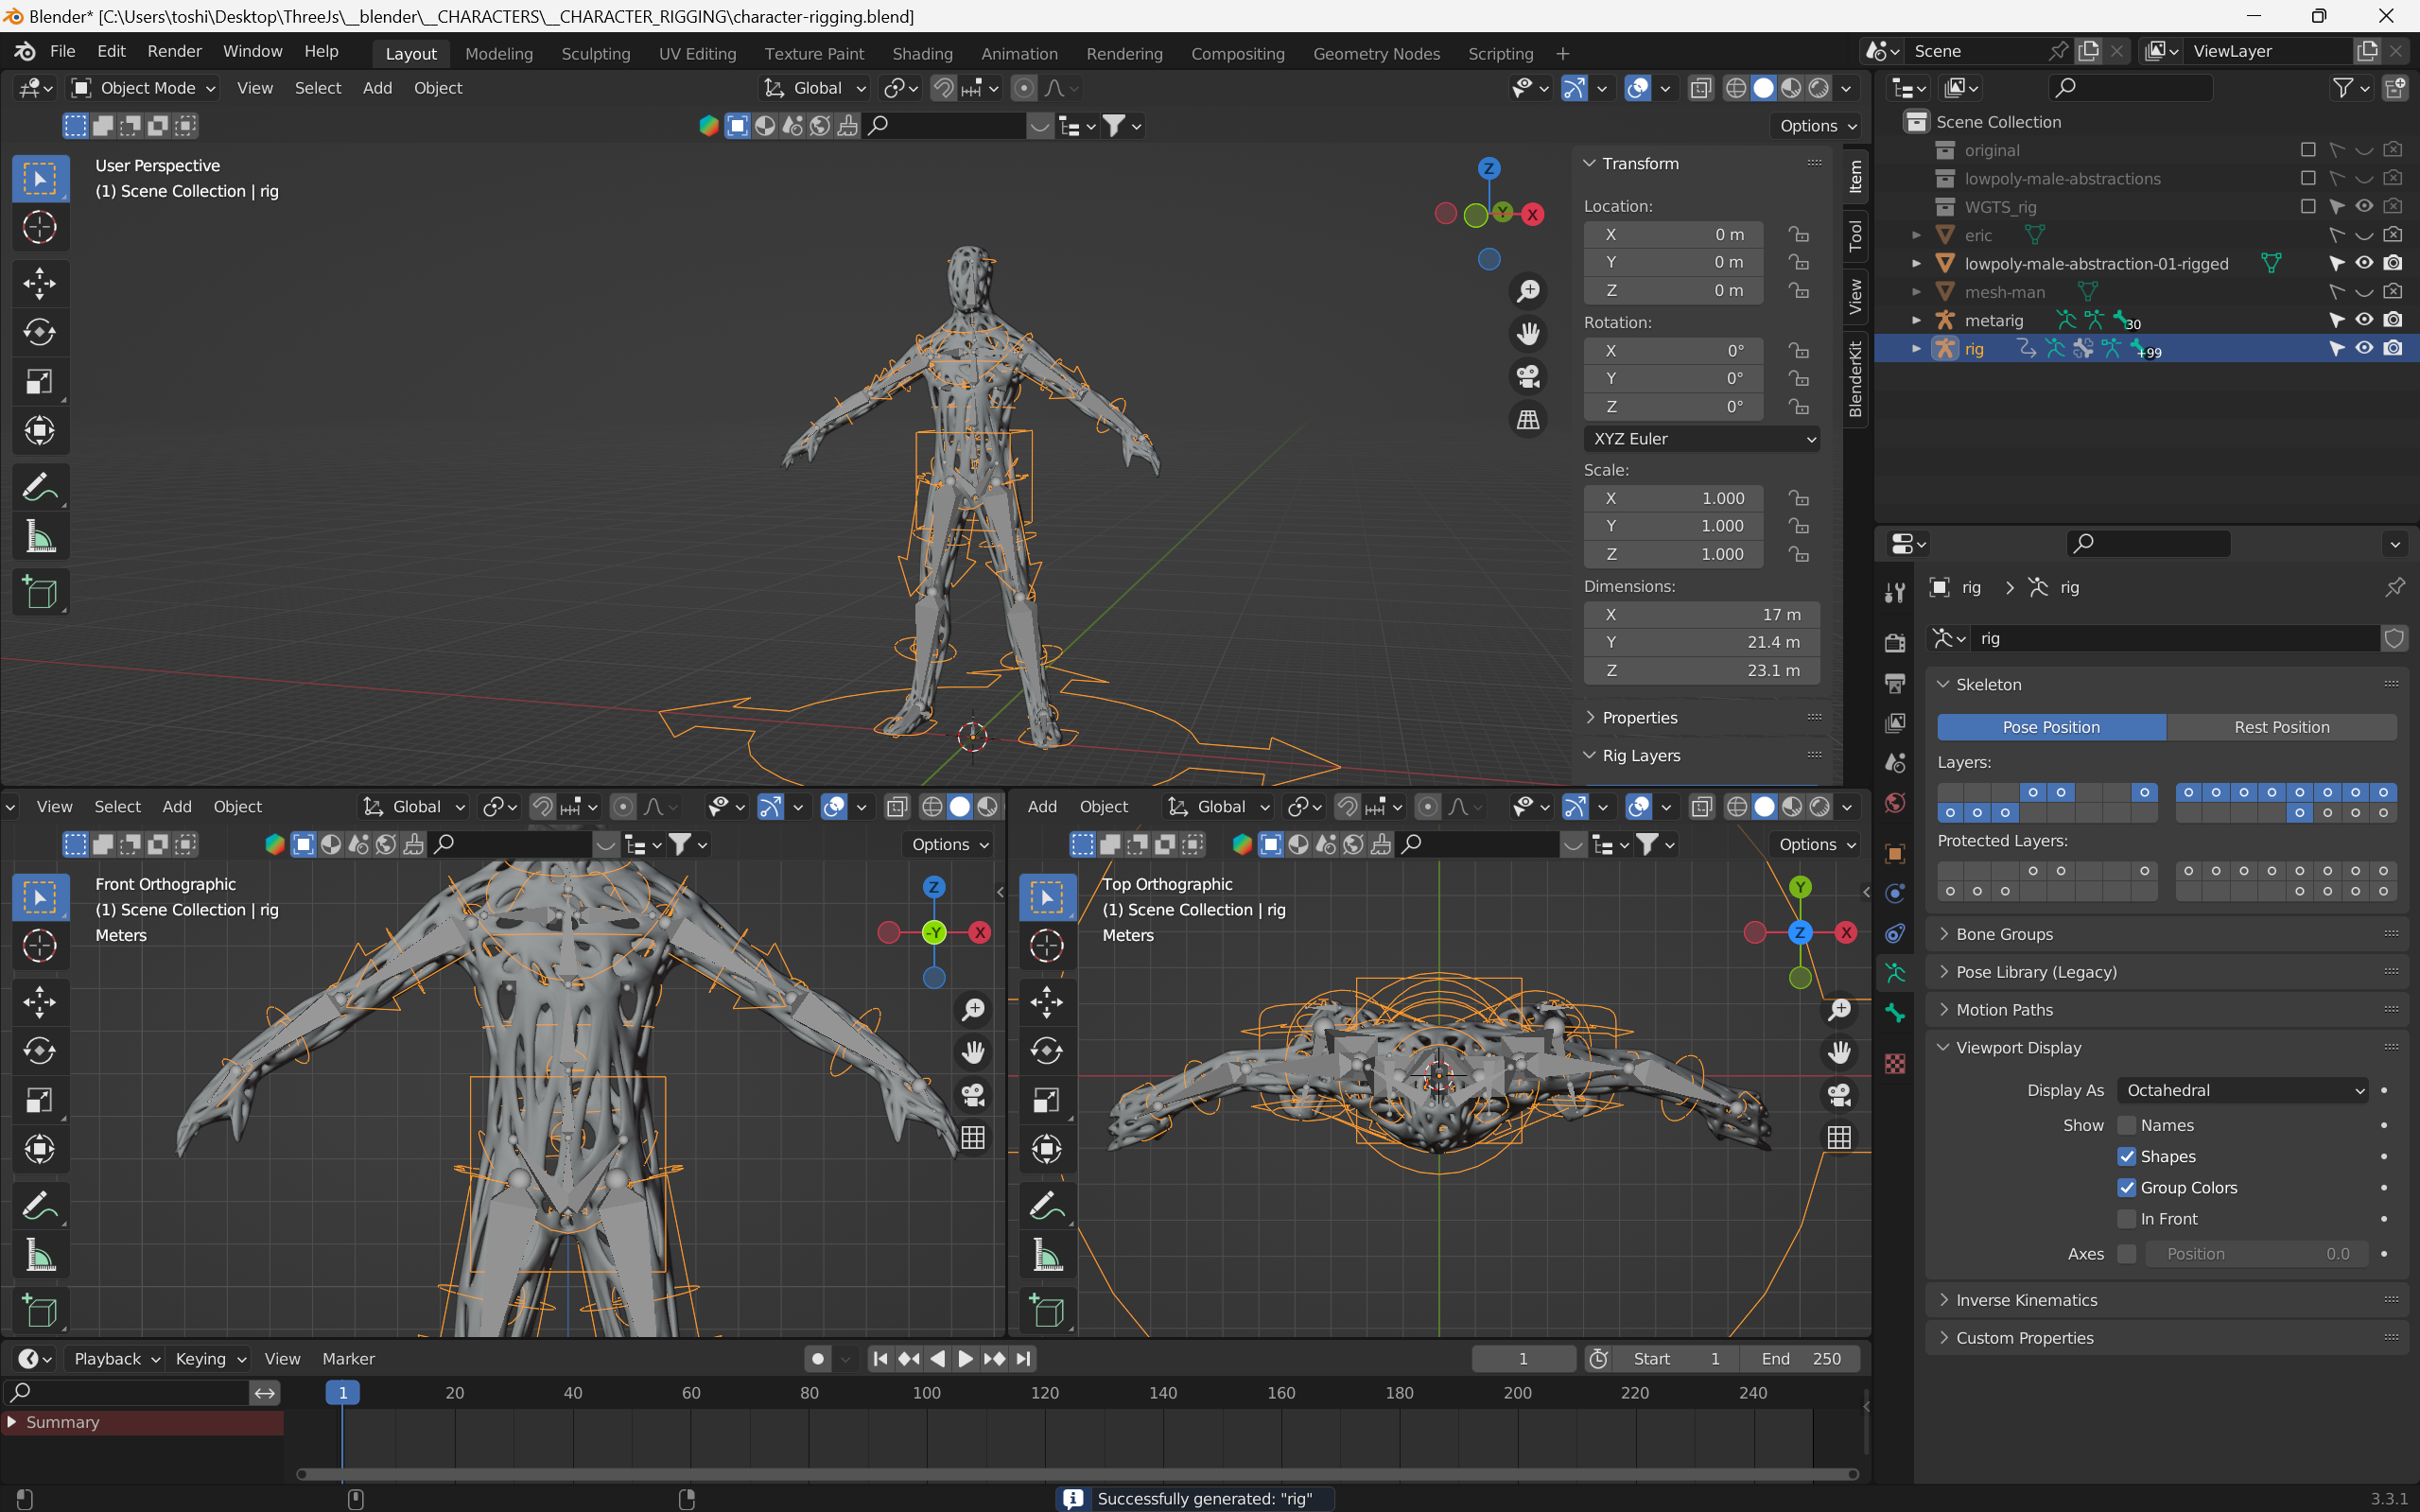 Blender* [C:\Users\toshi\Desktop\ThreeJs\__blender\__CHARACTERS\__CHARACTER_RIGGING\character-rigging.blend]
File Edit Render Window Help Layout Modeling Sculpting UV Editing Texture Paint Shading Animation Rendering Compositing Geometry Nodes Scripting + Scene ViewLayer
Object Mode View Select Add Object Global
Options
User Perspective
(1) Scene Collection | rig
Z
Y
X
Transform
Location:
X 0 m
Y 0 m
Z 0 m
Rotation:
X 0°
Y 0°
Z 0°
XYZ Euler
Scale:
X 1.000
Y 1.000
Z 1.000
Dimensions:
X 17 m
Y 21.4 m
Z 23.1 m
Properties
Rig Layers
Item
Tool
View
BlenderKit
Scene Collection
original
lowpoly-male-abstractions
WGTS_rig
eric
lowpoly-male-abstraction-01-rigged
mesh-man
metarig 30
rig +99
rig rig
rig
Skeleton
Pose Position Rest Position
Layers:
Protected Layers:
Bone Groups
Pose Library (Legacy)
Motion Paths
Viewport Display
Display As Octahedral
Show Names
Shapes
Group Colors
In Front
Axes Position 0.0
Inverse Kinematics
Custom Properties
View Select Add Object Global
Options
Front Orthographic
(1) Scene Collection | rig
Meters
Z
-Y
X
Add Object Global
Options
Top Orthographic
(1) Scene Collection | rig
Meters
Y
Z
X
Playback Keying View Marker 1 Start 1 End 250
1 20 40 60 80 100 120 140 160 180 200 220 240
Summary
Successfully generated: "rig"
3.3.1